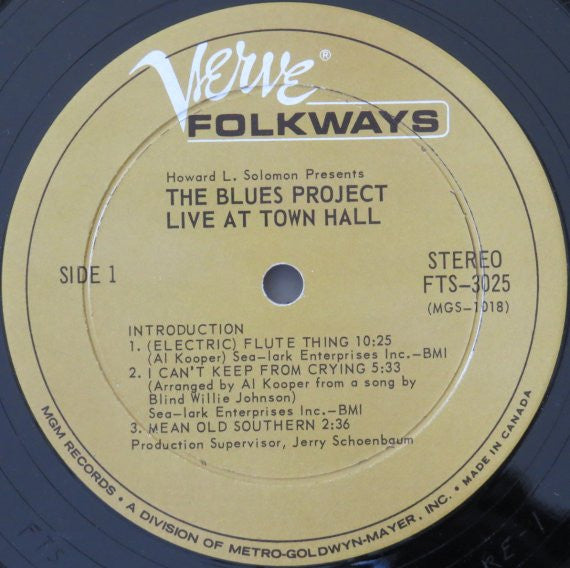 Verve ®
FOLKWAYS
Howard L. Solomon Presents
THE BLUES PROJECT
LIVE AT TOWN HALL
SIDE 1
STEREO
FTS-3025
(MGS-1018)
INTRODUCTION
1. (ELECTRIC) FLUTE THING 10:25
(Al Kooper) Sea-lark Enterprises Inc.-BMI
2. I CAN'T KEEP FROM CRYING 5:33
(Arranged by Al Kooper from a song by
Blind Willie Johnson)
Sea-lark Enterprises Inc.-BMI
3. MEAN OLD SOUTHERN 2:36
Production Supervisor, Jerry Schoenbaum
MGM RECORDS • A DIVISION OF METRO-GOLDWYN-MAYER, INC. • MADE IN CANADA
FTS
RE-1